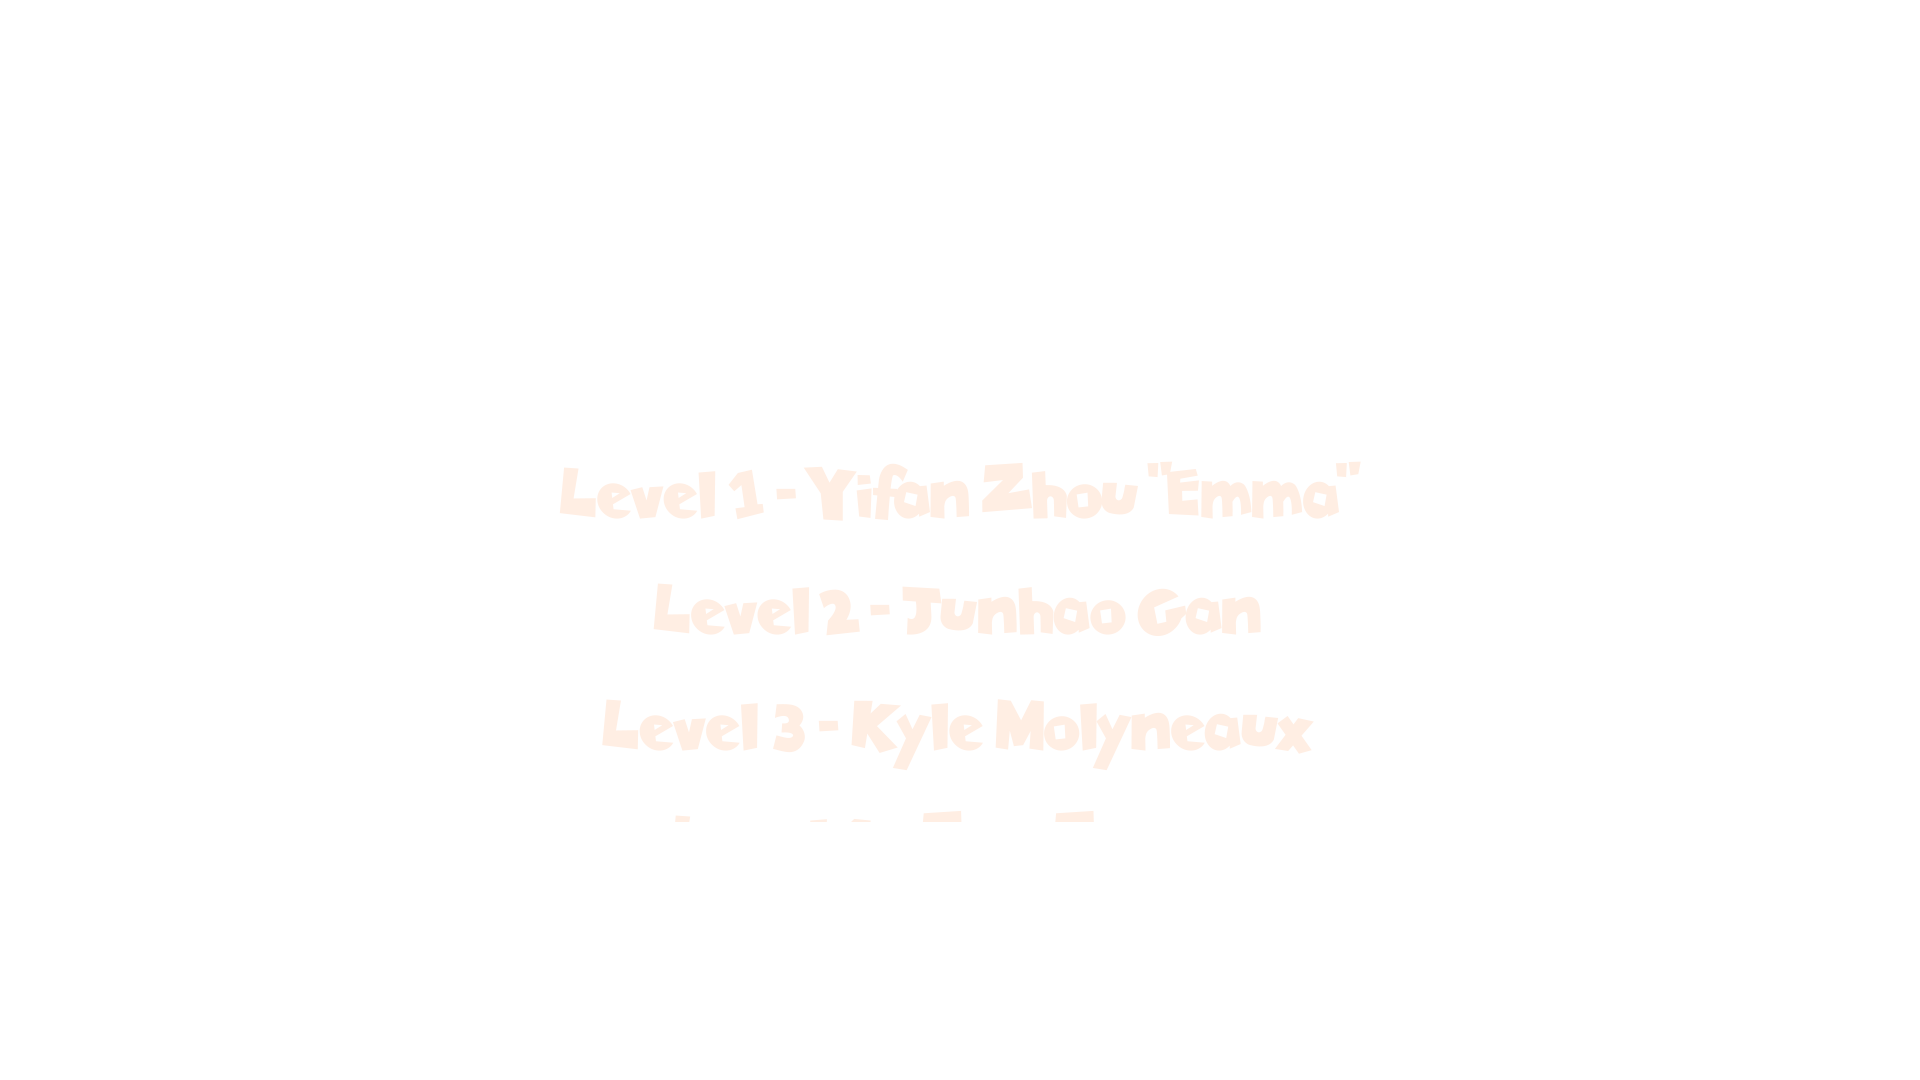 Level 1 - Yifan Zhou "Emma"
Level 2 - Junhao Gan
Level 3 - Kyle Molyneaux